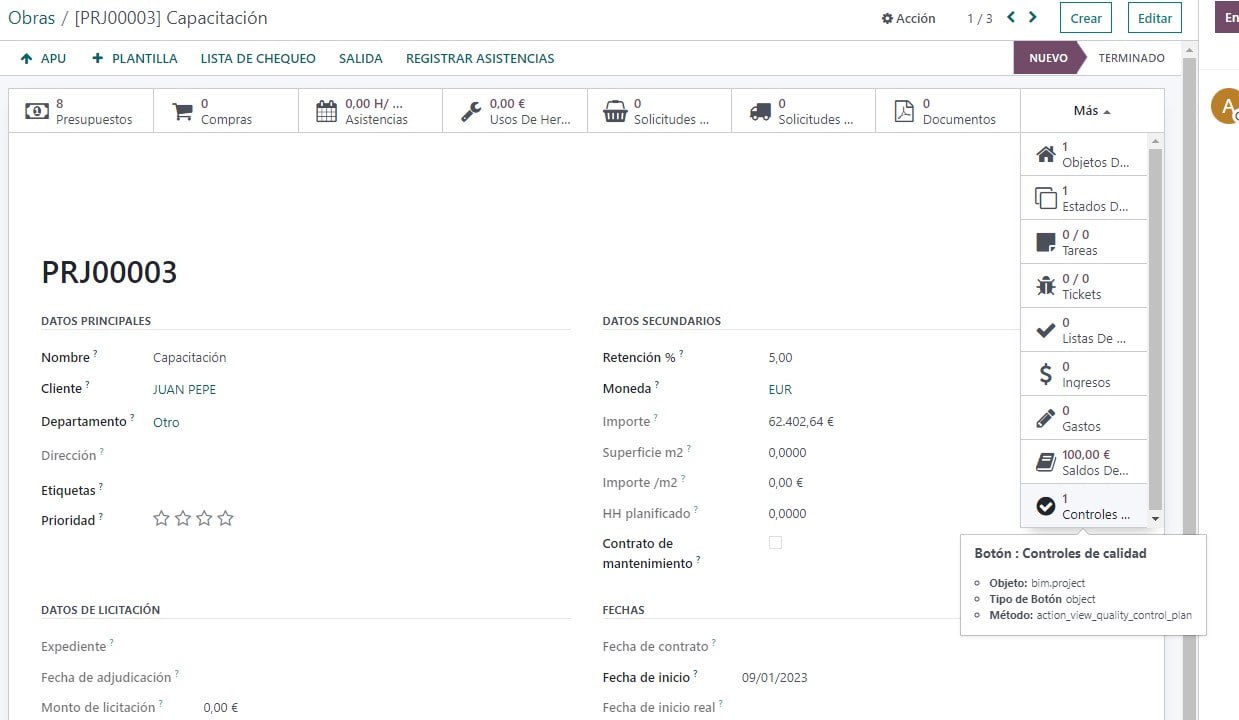 Obras / [PRJ00003] Capacitación
Acción
1 / 3
Crear
Editar
En
APU
PLANTILLA
LISTA DE CHEQUEO
SALIDA
REGISTRAR ASISTENCIAS
NUEVO
TERMINADO
8
Presupuestos
0
Compras
0,00 H/ ...
Asistencias
0,00 €
Usos De Her...
0
Solicitudes ...
0
Solicitudes ...
0
Documentos
Más
A
1
Objetos D...
1
Estados D...
0 / 0
Tareas
0 / 0
Tickets
0
Listas De ...
0
Ingresos
0
Gastos
100,00 €
Saldos De...
1
Controles ...
PRJ00003
DATOS PRINCIPALES
Nombre ?
Capacitación
Cliente ?
JUAN PEPE
Departamento ?
Otro
Dirección ?
Etiquetas ?
Prioridad ?
DATOS SECUNDARIOS
Retención % ?
5,00
Moneda ?
EUR
Importe ?
62.402,64 €
Superficie m2 ?
0,0000
Importe /m2 ?
0,00 €
HH planificado ?
0,0000
Contrato de
mantenimiento ?
Botón : Controles de calidad
Objeto: bim.project
Tipo de Botón object
Método: action_view_quality_control_plan
DATOS DE LICITACIÓN
Expediente ?
Fecha de adjudicación ?
Monto de licitación ?
0,00 €
FECHAS
Fecha de contrato ?
Fecha de inicio ?
09/01/2023
Fecha de inicio real ?